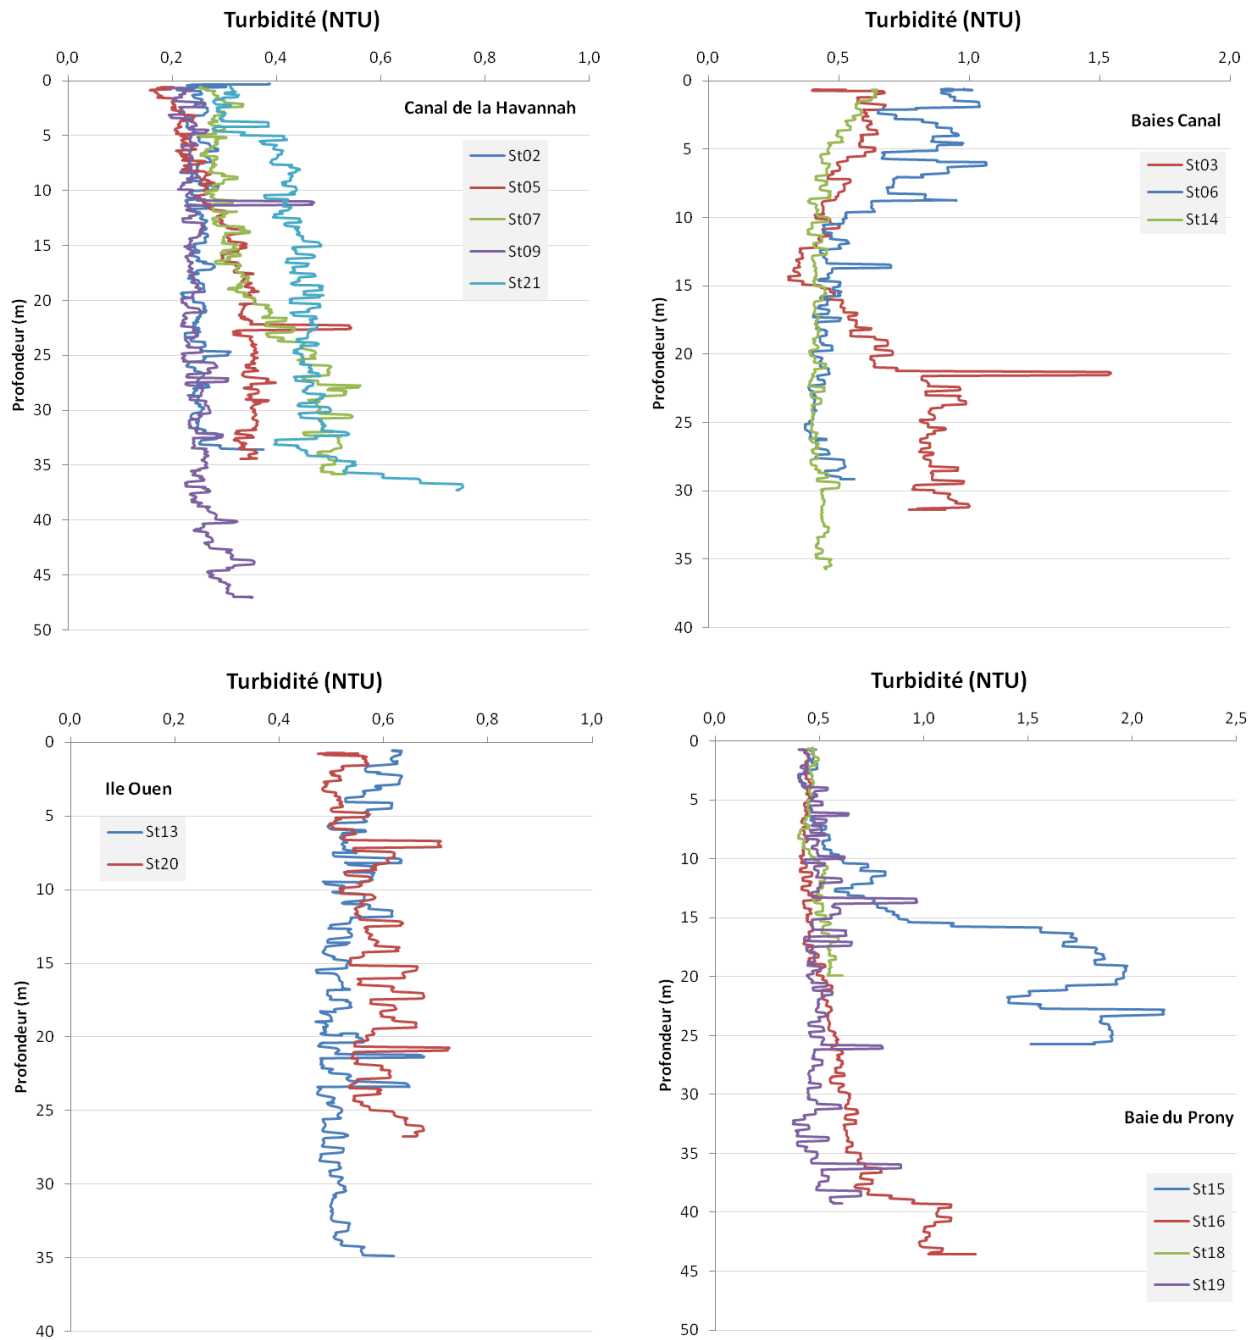 Turbidité (NTU)
0,0 0,2 0,4 0,6 0,8 1,0
0
5
10
15
20
25
30
35
40
45
50
Profondeur (m)
Canal de la Havannah
St02
St05
St07
St09
St21
Turbidité (NTU)
0,0 0,5 1,0 1,5 2,0
0
5
10
15
20
25
30
35
40
Profondeur (m)
Baies Canal
St03
St06
St14
Turbidité (NTU)
0,0 0,2 0,4 0,6 0,8 1,0
0
5
10
15
20
25
30
35
40
Profondeur (m)
Ile Ouen
St13
St20
Turbidité (NTU)
0,0 0,5 1,0 1,5 2,0 2,5
0
5
10
15
20
25
30
35
40
45
50
Profondeur (m)
Baie du Prony
St15
St16
St18
St19